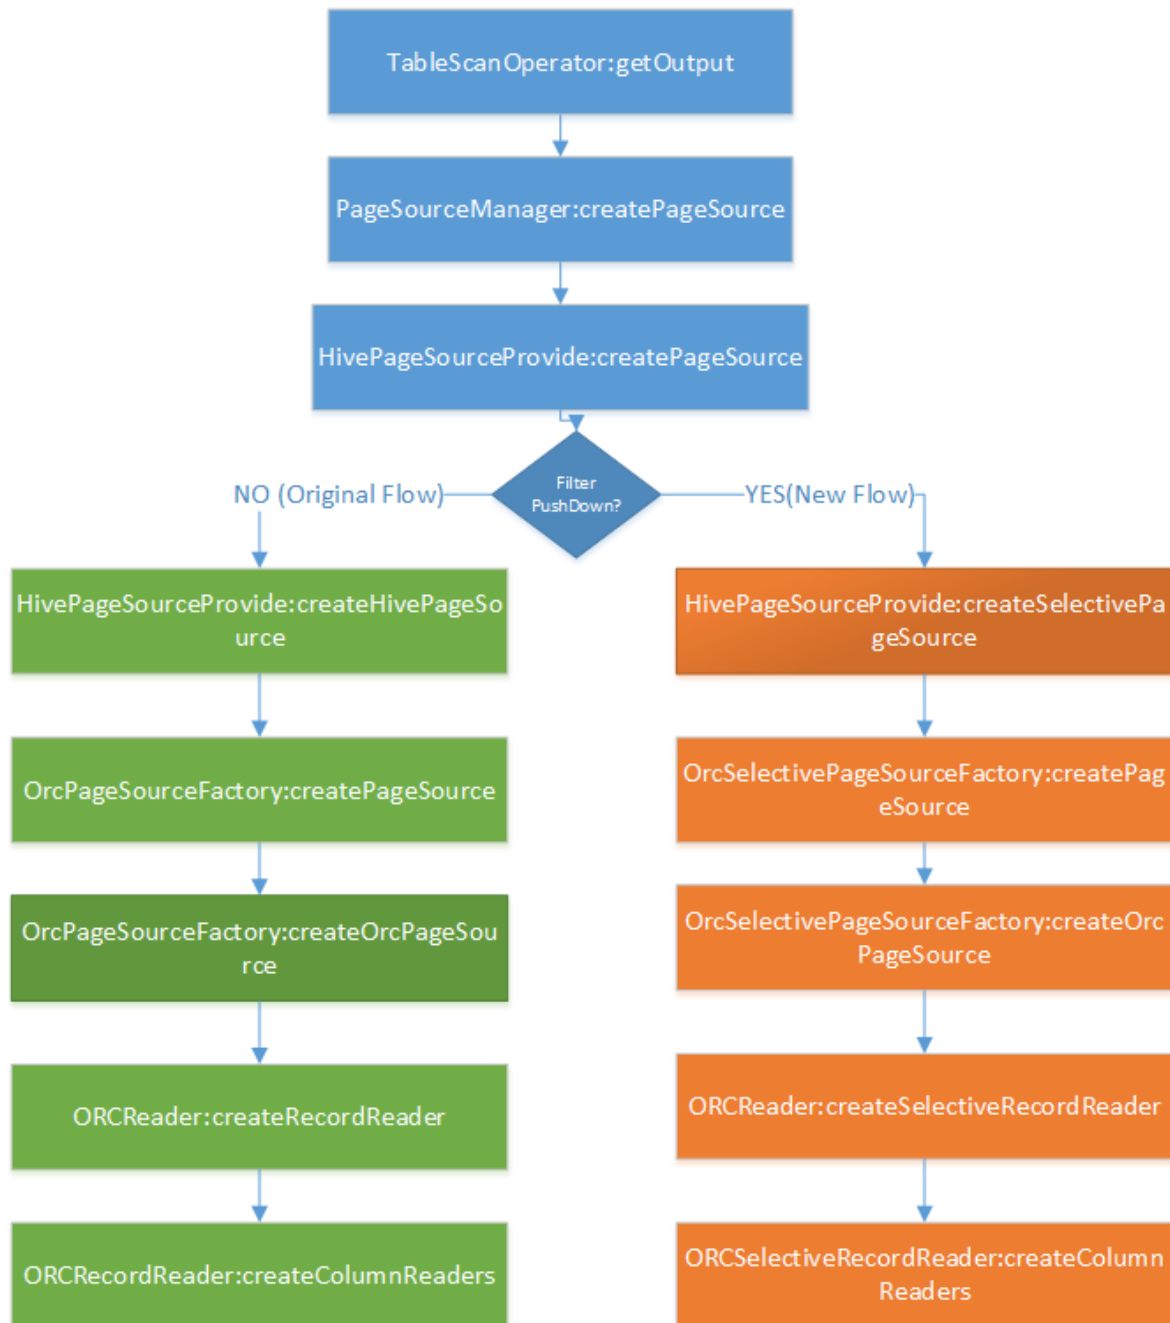 TableScanOperator:getOutput
PageSourceManager:createPageSource
HivePageSourceProvide:createPageSource
Filter
PushDown?
NO (Original Flow)
YES(New Flow)
HivePageSourceProvide:createHivePageSo
urce
HivePageSourceProvide:createSelectivePa
geSource
OrcPageSourceFactory:createPageSource
OrcSelectivePageSourceFactory:createPag
eSource
OrcPageSourceFactory:createOrcPageSou
rce
OrcSelectivePageSourceFactory:createOrc
PageSource
ORCReader:createRecordReader
ORCReader:createSelectiveRecordReader
ORCRecordReader:createColumnReaders
ORCSelectiveRecordReader:createColumn
Readers